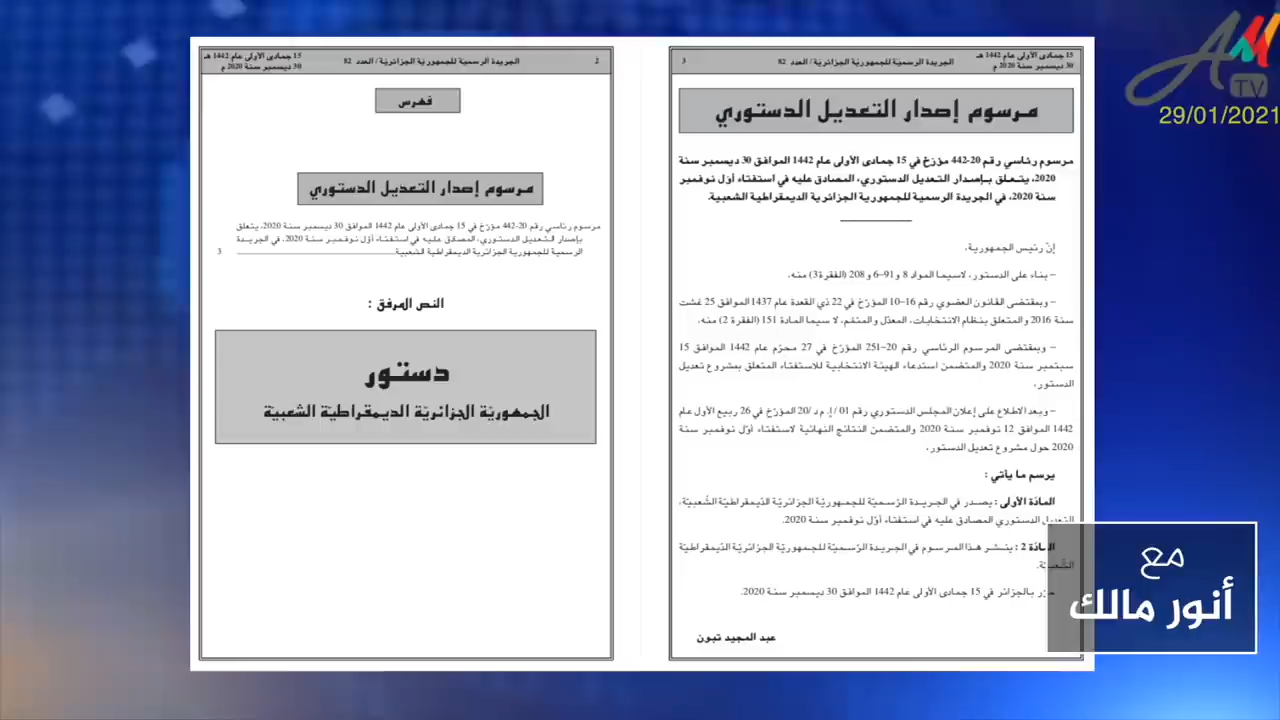 15 جمادى الأولى عام 1442 هـ
30 ديسمبر سنة 2020 م
الجريدة الرسمية للجمهورية الجزائرية / العدد 82
3
مرسوم إصدار التعديل الدستوري
مرسوم رئاسي رقم 20-442 مؤرّخ في 15 جمادى الأولى عام 1442 الموافق 30 ديسمبر سنة
2020، يتعلق بإصدار التعديل الدستوري، المصادق عليه في استفتاء أوّل نوفمبر
سنة 2020، في الجريدة الرسمية للجمهورية الجزائرية الديمقراطية الشعبية.
إنّ رئيس الجمهورية،
– بناء على الدستور، لاسيما المواد 8 و91–6 و208 (الفقرة 3) منه،
– وبمقتضى القانون العضوي رقم 16–10 المؤرّخ في 22 ذي القعدة عام 1437 الموافق 25 غشت
سنة 2016 والمتعلق بنظام الانتخابات، المعدّل والمتمّم، لا سيما المادة 151 (الفقرة 2) منه،
– وبمقتضى المرسوم الرئاسي رقم 20–251 المؤرّخ في 27 محرّم عام 1442 الموافق 15
سبتمبر سنة 2020 والمتضمن استدعاء الهيئة الانتخابية للاستفتاء المتعلق بمشروع تعديل
الدستور،
– وبعد الاطلاع على إعلان المجلس الدستوري رقم 01 /إ. م د /20 المؤرّخ في 26 ربيع الأول عام
1442 الموافق 12 نوفمبر سنة 2020 والمتضمن النتائج النهائية لاستفتاء أوّل نوفمبر سنة
2020 حول مشروع تعديل الدستور،
يرسم ما يأتي :
المادّة الأولى : يصدر في الجريدة الرّسميّة للجمهوريّة الجزائريّة الدّيمقراطيّة الشّعبيّة،
التعديل الدستوري المصادق عليه في استفتاء أوّل نوفمبر سنة 2020.
المادّة 2 : ينشر هذا المرسوم في الجريدة الرّسميّة للجمهوريّة الجزائريّة الدّيمقراطيّة
الشّعبيّة.
حرّر بالجزائر في 15 جمادى الأولى عام 1442 الموافق 30 ديسمبر سنة 2020.
عبد المجيد تبون
15 جمادى الأولى عام 1442 هـ
30 ديسمبر سنة 2020 م
الجريدة الرسمية للجمهورية الجزائرية / العدد 82
2
فهرس
مرسوم إصدار التعديل الدستوري
مرسوم رئاسي رقم 20-442 مؤرّخ في 15 جمادى الأولى عام 1442 الموافق 30 ديسمبر سنة 2020، يتعلق
بإصدار التعديل الدستوري، المصادق عليه في استفتاء أوّل نوفمبر سنة 2020، في الجريدة
الرسمية للجمهورية الجزائرية الديمقراطية الشعبية 3
النص المرفق :
دستور
الجمهوريّة الجزائريّة الديمقراطيّة الشعبيّة
TV
29/01/2021
مع
أنور مالك